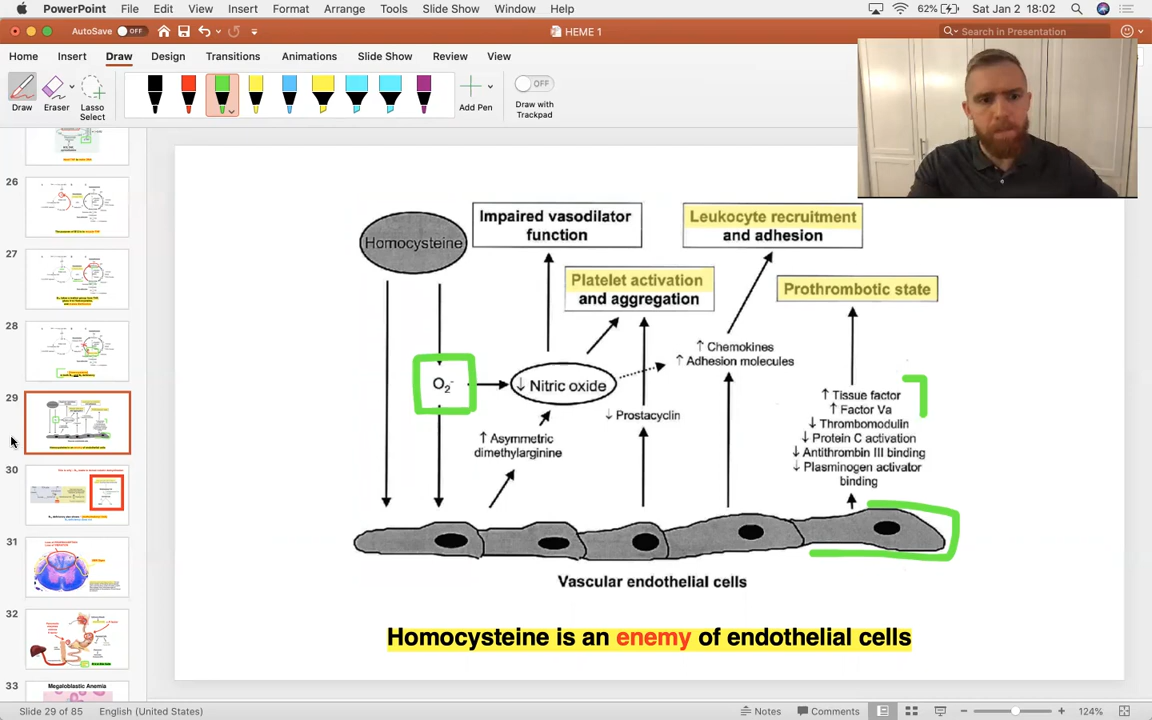 PowerPoint File Edit View Insert Format Arrange Tools Slide Show Window Help 62% Sat Jan 2 18:02
AutoSave OFF HEME 1 Search in Presentation
Home Insert Draw Design Transitions Animations Slide Show Review View
OFF
Draw Eraser Lasso Select Add Pen Draw with Trackpad
26
27
28
29
30
31
32
33
Megaloblastic Anemia
Homocysteine
Impaired vasodilator
function
Leukocyte recruitment
and adhesion
Platelet activation
and aggregation
Prothrombotic state
↑ Chemokines
↑ Adhesion molecules
O₂⁻
↓ Nitric oxide
↓ Prostacyclin
↑ Asymmetric
dimethylarginine
↑ Tissue factor
↑ Factor Va
↓ Thrombomodulin
↓ Protein C activation
↓ Antithrombin III binding
↓ Plasminogen activator
binding
Vascular endothelial cells
Homocysteine is an enemy of endothelial cells
Slide 29 of 85 English (United States) Notes Comments 124%